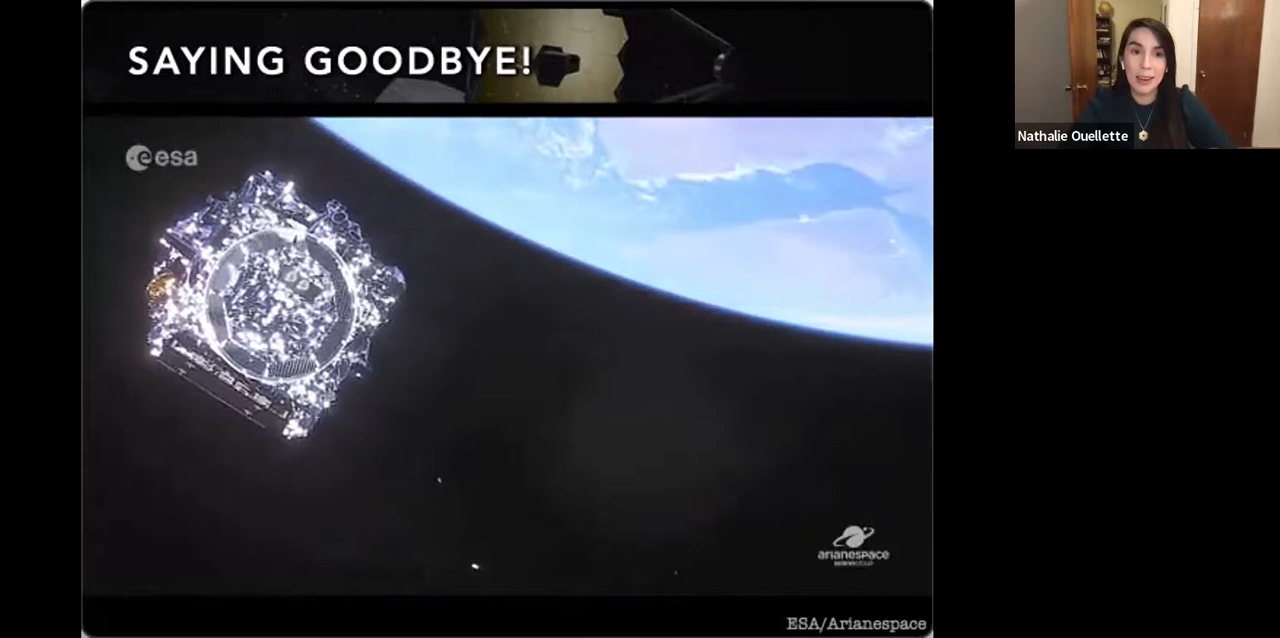 SAYING GOODBYE!
esa
Nathalie Ouellette
arianespace
ESA/Arianespace